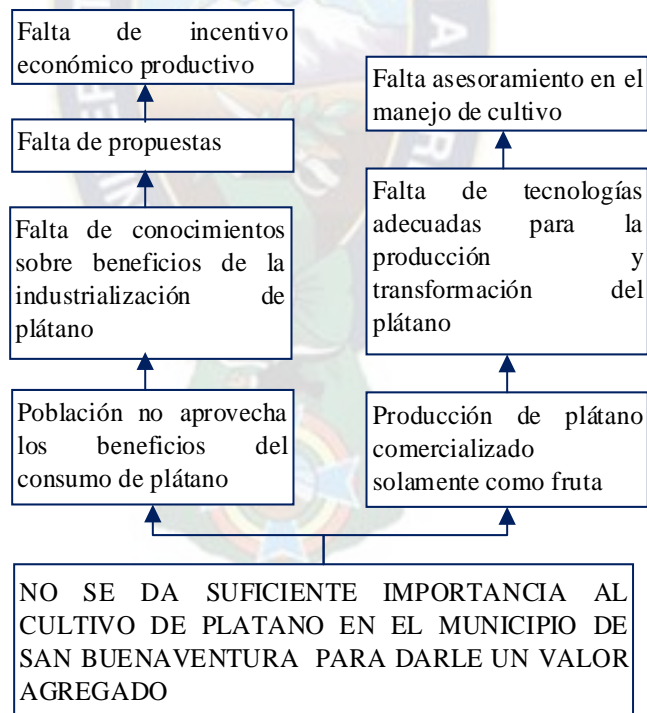 Falta de incentivo
económico productivo
Falta de propuestas
Falta de conocimientos
sobre beneficios de la
industrialización de
plátano
Población no aprovecha
los beneficios del
consumo de plátano
Falta asesoramiento en el
manejo de cultivo
Falta de tecnologías
adecuadas para la
producción y
transformación del
plátano
Producción de plátano
comercializado
solamente como fruta
NO SE DA SUFICIENTE IMPORTANCIA AL
CULTIVO DE PLATANO EN EL MUNICIPIO DE
SAN BUENAVENTURA PARA DARLE UN VALOR
AGREGADO